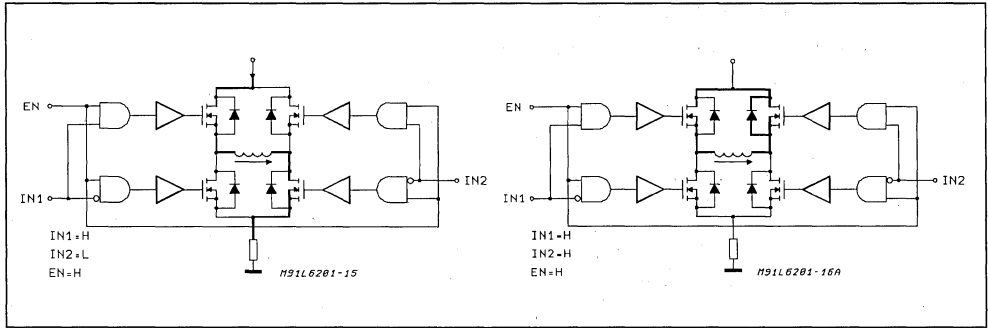 EN
IN1
IN2
IN1=H
IN2=L
EN=H
M91L6201-15
EN
IN1
IN2
IN1=H
IN2=H
EN=H
M91L6201-16A